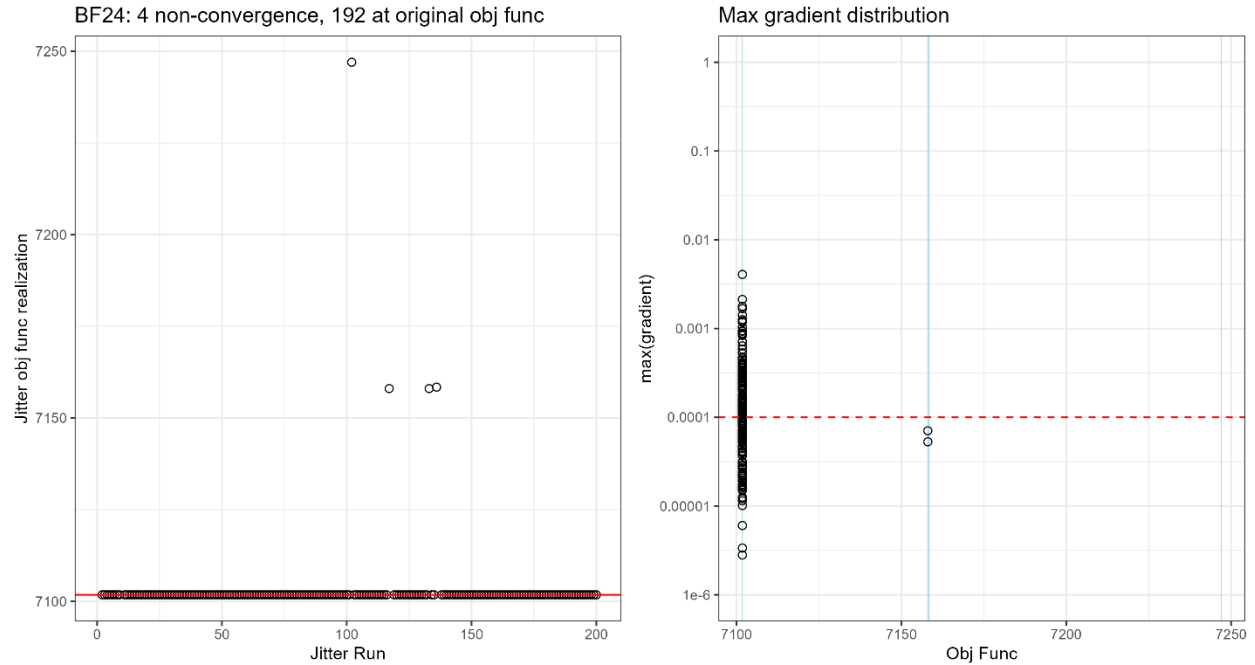 BF24: 4 non-convergence, 192 at original obj func
7250
7200
7150
7100
Jitter obj func realization
0
50
100
150
200
Jitter Run
Max gradient distribution
1
0.1
0.01
0.001
0.0001
0.00001
1e-6
max(gradient)
7100
7150
7200
7250
Obj Func